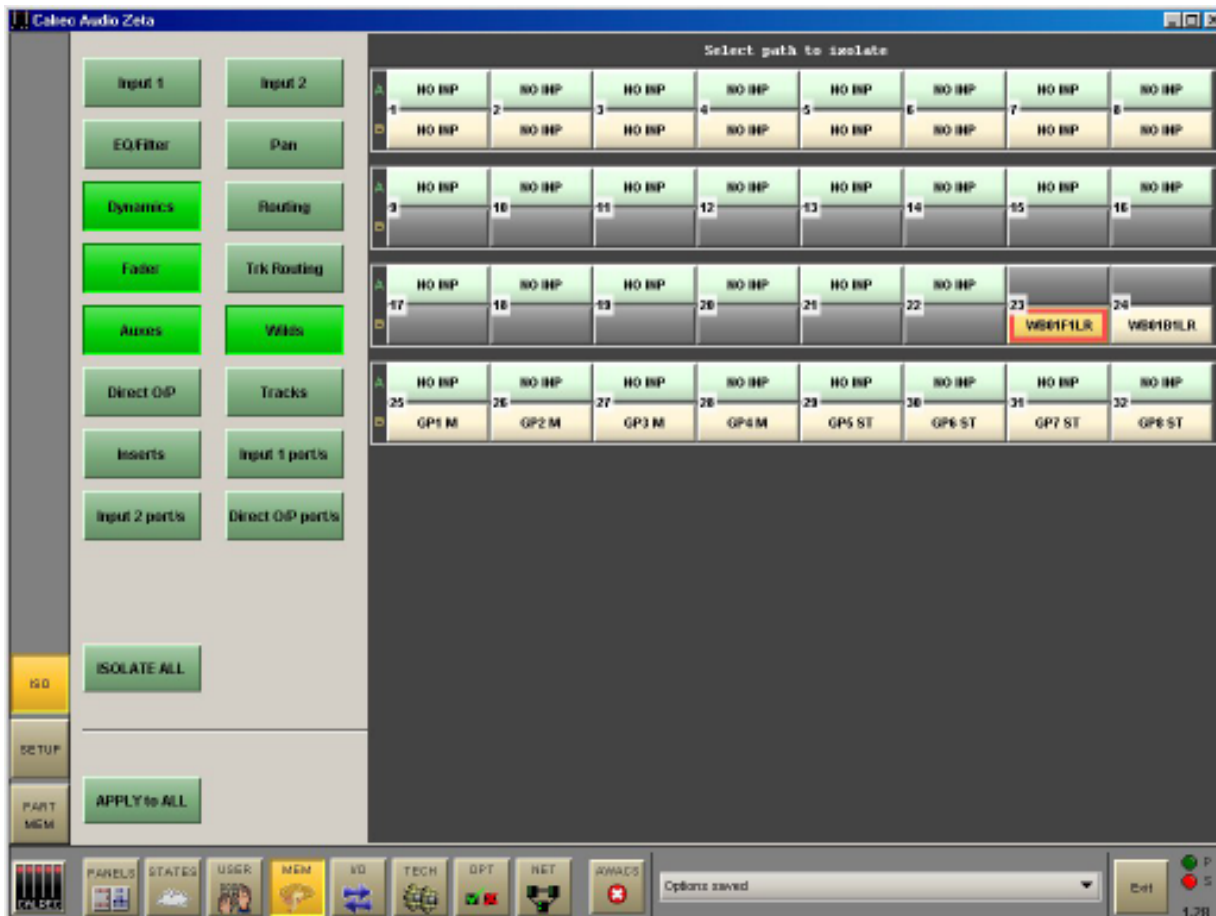 Calrec Audio Zeta
Select path to isolate
Input 1 Input 2
EQ/Filter Pan
Dynamics Routing
Fader Trk Routing
Auxes Wilds
Direct O/P Tracks
Inserts Input 1 port/s
Input 2 port/s Direct O/P port/s
ISOLATE ALL
APPLY to ALL
ISO
SETUP
PART MEM
A NO INP NO INP NO INP NO INP NO INP NO INP NO INP NO INP
1 2 3 4 5 6 7 8
B NO INP NO INP NO INP NO INP NO INP NO INP NO INP NO INP
A NO INP NO INP NO INP NO INP NO INP NO INP NO INP NO INP
9 10 11 12 13 14 15 16
B
A NO INP NO INP NO INP NO INP NO INP NO INP
17 18 19 20 21 22 23 24
B WB01F1LR WB01B1LR
A NO INP NO INP NO INP NO INP NO INP NO INP NO INP NO INP
25 26 27 28 29 30 31 32
B GP1 M GP2 M GP3 M GP4 M GP5 ST GP6 ST GP7 ST GP8 ST
CALREC PANELS STATES USER MEM I/O TECH OPT NET AWACS Options saved Exit P
S
1.20